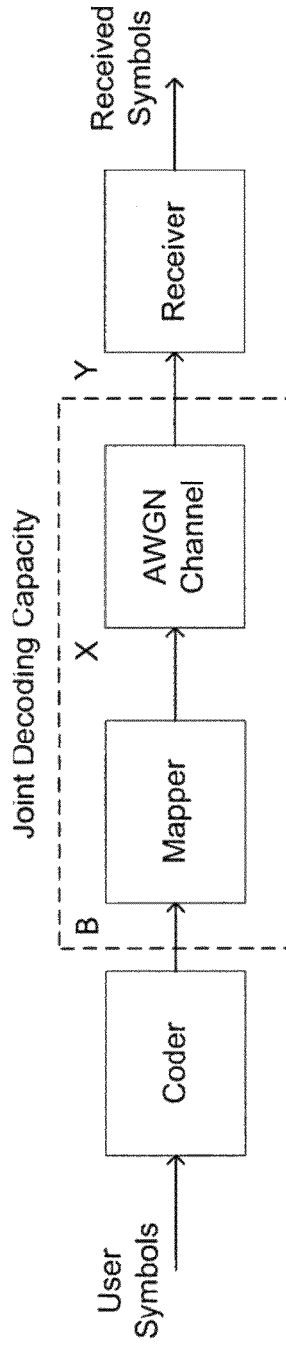 Joint Decoding Capacity
User
Symbols
Coder
B
Mapper
X
AWGN
Channel
Y
Receiver
Received
Symbols